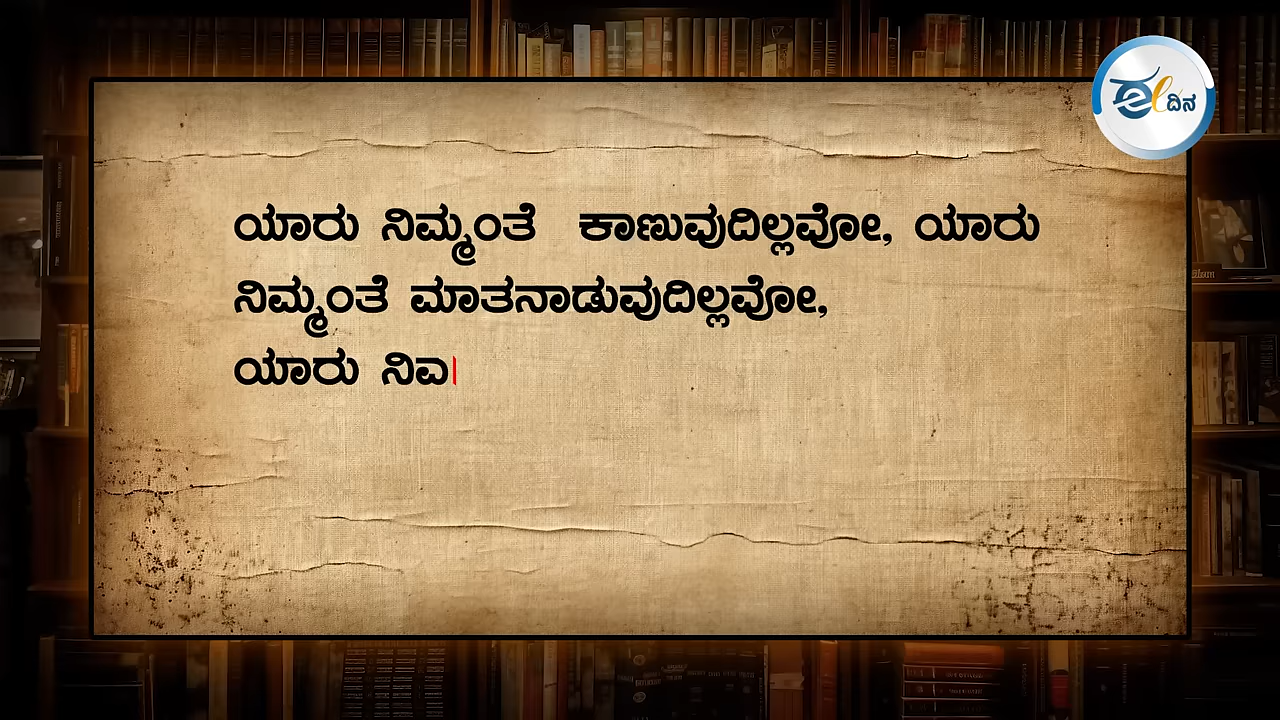 ಯಾರು ನಿಮ್ಮಂತೆ ಕಾಣುವುದಿಲ್ಲವೋ, ಯಾರು
ನಿಮ್ಮಂತೆ ಮಾತನಾಡುವುದಿಲ್ಲವೋ,
ಯಾರು ನಿವ
ಈ ದಿನ